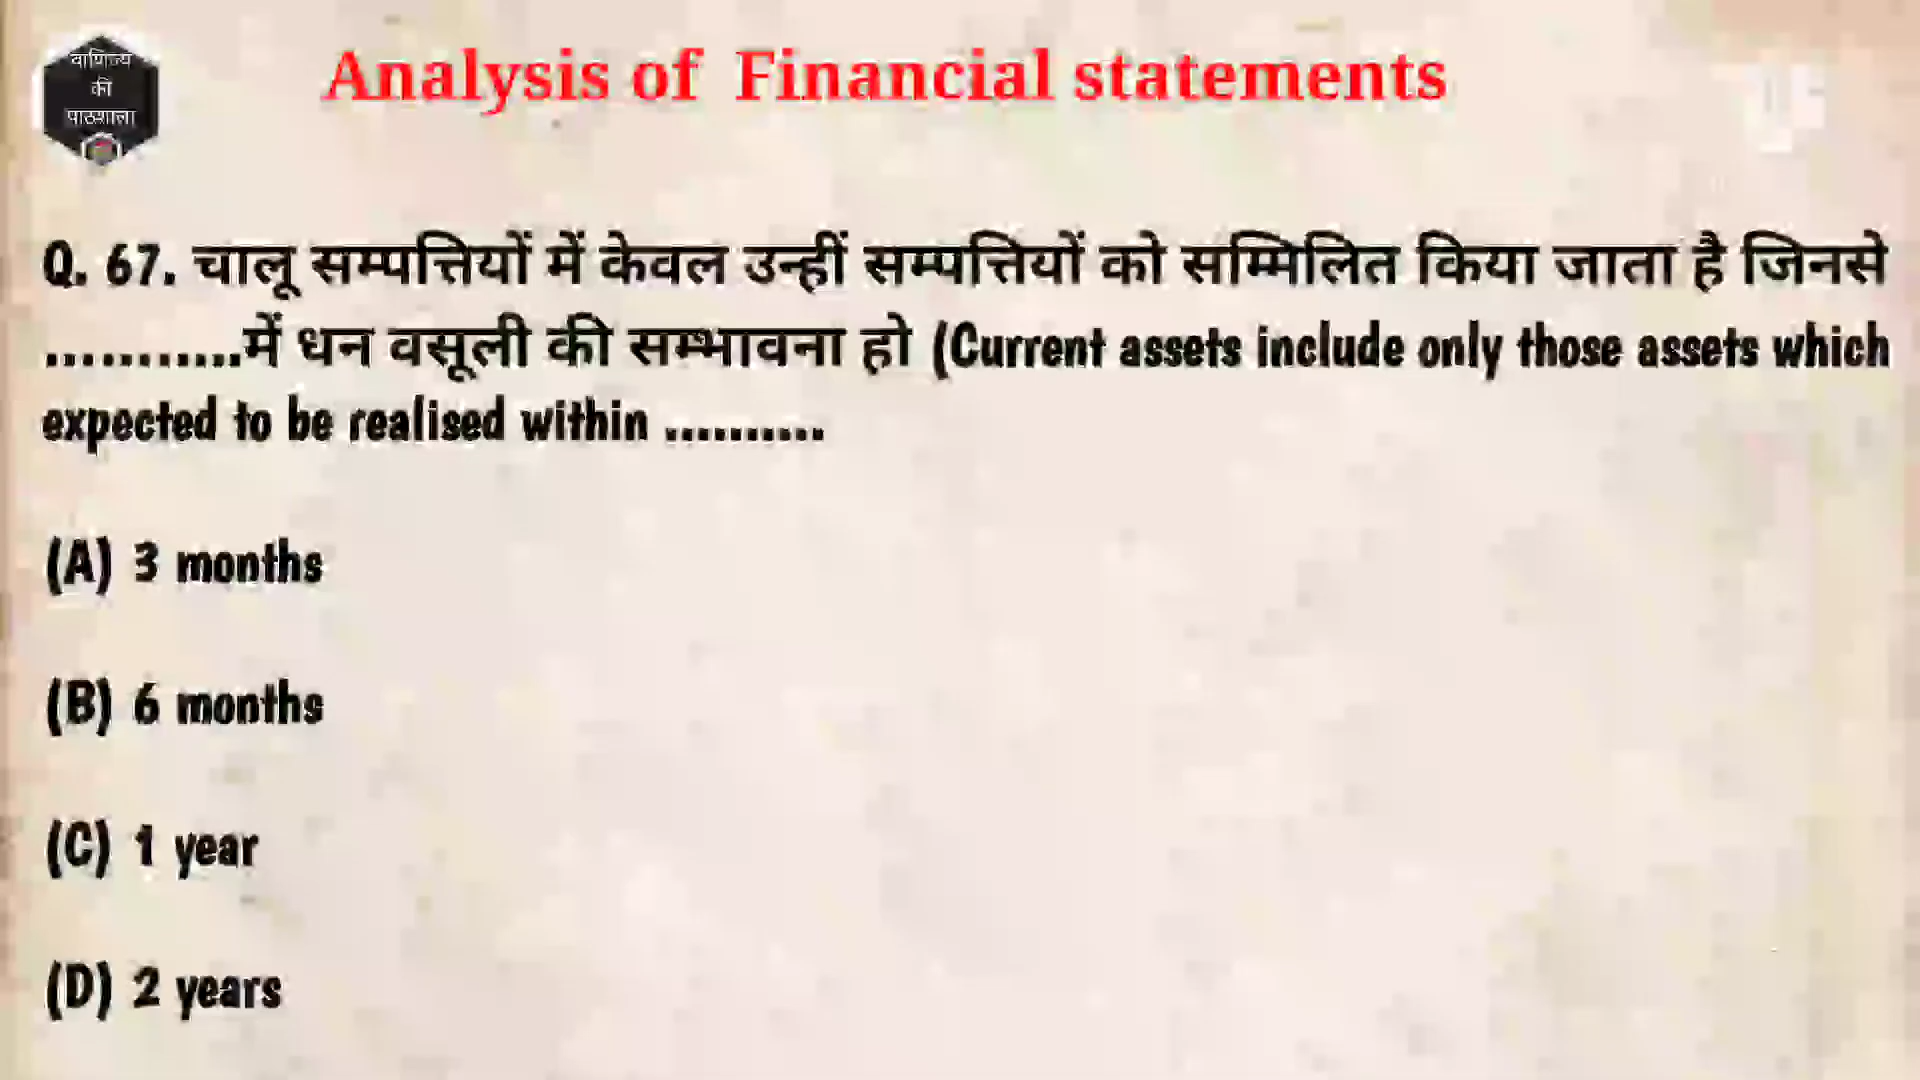 वाणिज्य
की
पाठशाला
Analysis of Financial statements
Q. 67. चालू सम्पत्तियों में केवल उन्हीं सम्पत्तियों को सम्मिलित किया जाता है जिनसे
...........में धन वसूली की सम्भावना हो (Current assets include only those assets which
expected to be realised within ..........
(A) 3 months
(B) 6 months
(C) 1 year
(D) 2 years